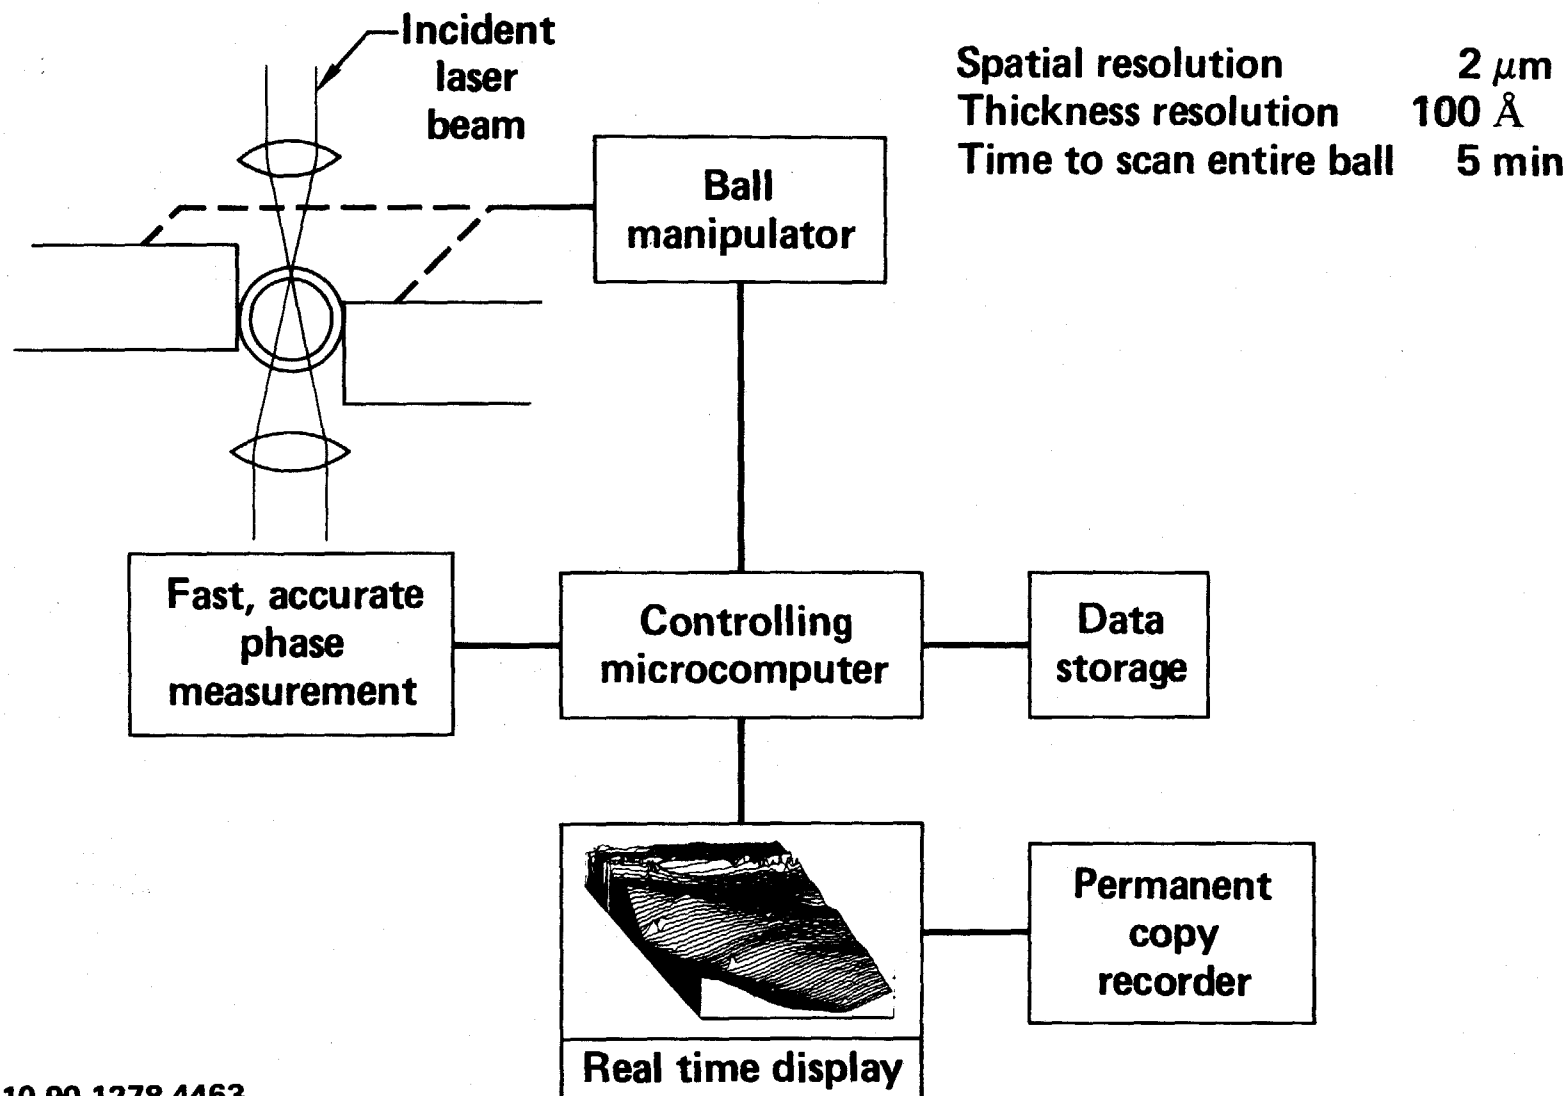 Incident
laser
beam
Spatial resolution 2 μm
Thickness resolution 100 Å
Time to scan entire ball 5 min
Ball
manipulator
Fast, accurate
phase
measurement
Controlling
microcomputer
Data
storage
Permanent
copy
recorder
Real time display